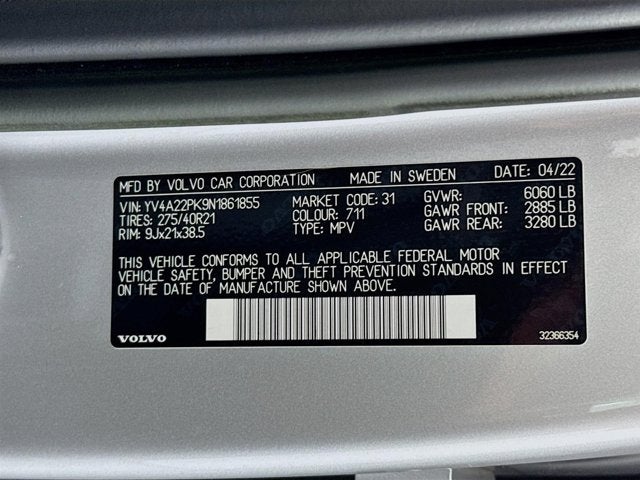 MFD BY VOLVO CAR CORPORATION MADE IN SWEDEN DATE: 04/22
VIN: YV4A22PK9N1861855 MARKET CODE: 31 GVWR: 6060 LB
TIRES: 275/40R21 COLOUR: 711 GAWR FRONT: 2885 LB
RIM: 9Jx21x38.5 TYPE: MPV GAWR REAR: 3280 LB
THIS VEHICLE CONFORMS TO ALL APPLICABLE FEDERAL MOTOR
VEHICLE SAFETY, BUMPER AND THEFT PREVENTION STANDARDS IN EFFECT
ON THE DATE OF MANUFACTURE SHOWN ABOVE.
VOLVO 32366354